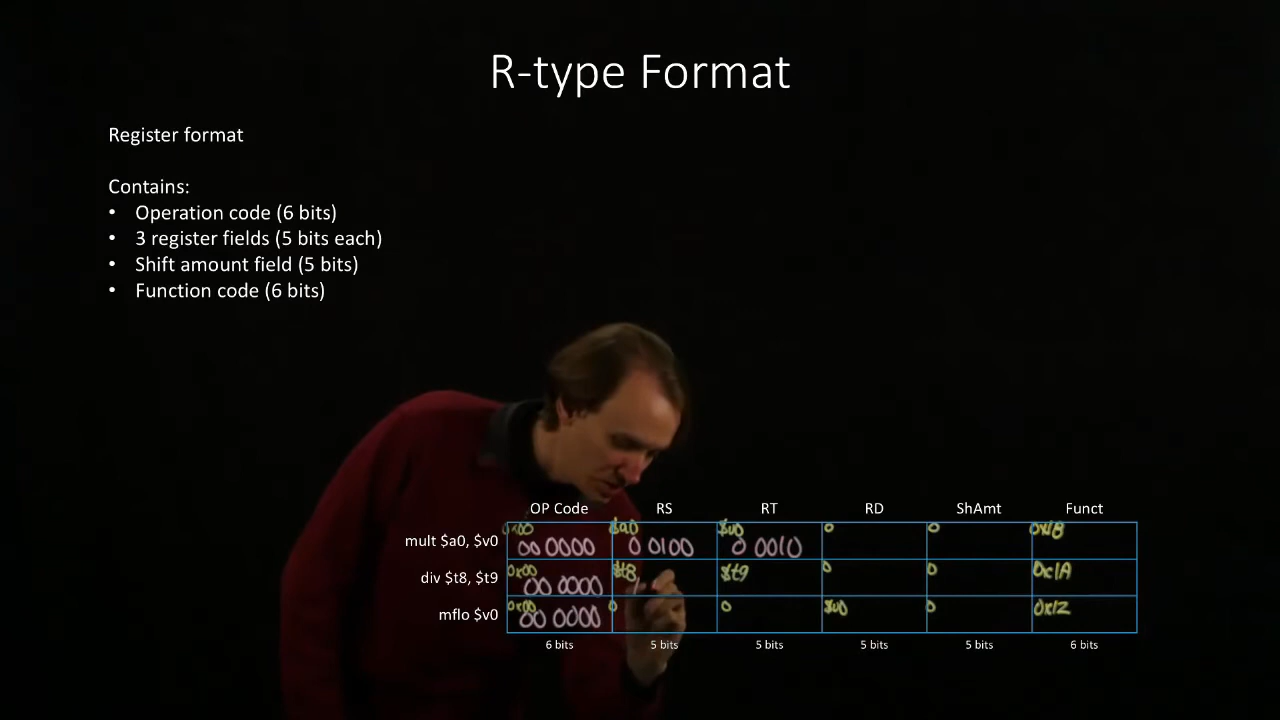 R-type Format
Register format
Contains:
• Operation code (6 bits)
• 3 register fields (5 bits each)
• Shift amount field (5 bits)
• Function code (6 bits)
OP Code RS RT RD ShAmt Funct
mult $a0, $v0 0x00 00 0000 $a0 0 0100 $v0 0 0010 0 0 0x18
div $t8, $t9 0x00 00 0000 $t8 1 $t9 0 0 0x1A
mflo $v0 0x00 00 0000 0 0 $v0 0 0x12
6 bits 5 bits 5 bits 5 bits 5 bits 6 bits